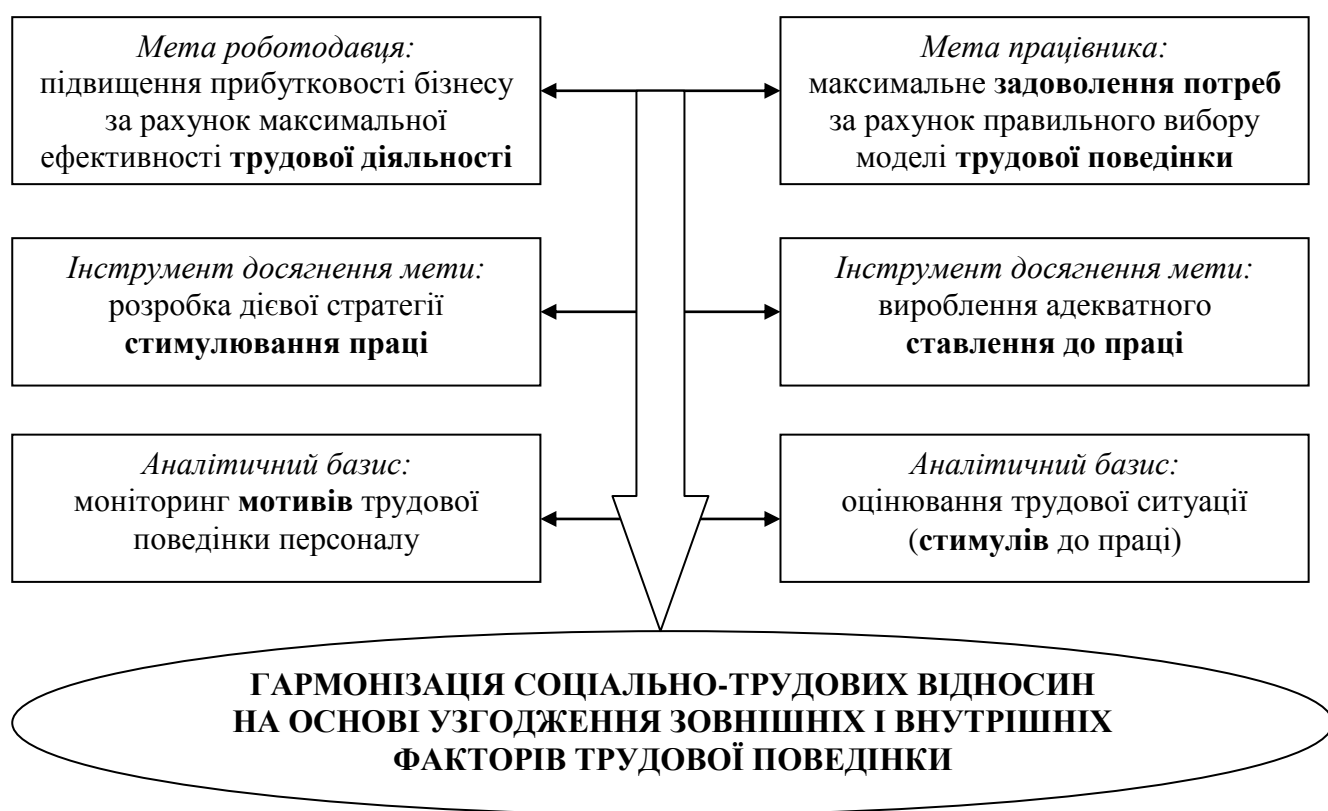 Мета роботодавця:
підвищення прибутковості бізнесу
за рахунок максимальної
ефективності трудової діяльності
Мета працівника:
максимальне задоволення потреб
за рахунок правильного вибору
моделі трудової поведінки
Інструмент досягнення мети:
розробка дієвої стратегії
стимулювання праці
Інструмент досягнення мети:
вироблення адекватного
ставлення до праці
Аналітичний базис:
моніторинг мотивів трудової
поведінки персоналу
Аналітичний базис:
оцінювання трудової ситуації
(стимулів до праці)
ГАРМОНІЗАЦІЯ СОЦІАЛЬНО-ТРУДОВИХ ВІДНОСИН
НА ОСНОВІ УЗГОДЖЕННЯ ЗОВНІШНІХ І ВНУТРІШНІХ
ФАКТОРІВ ТРУДОВОЇ ПОВЕДІНКИ